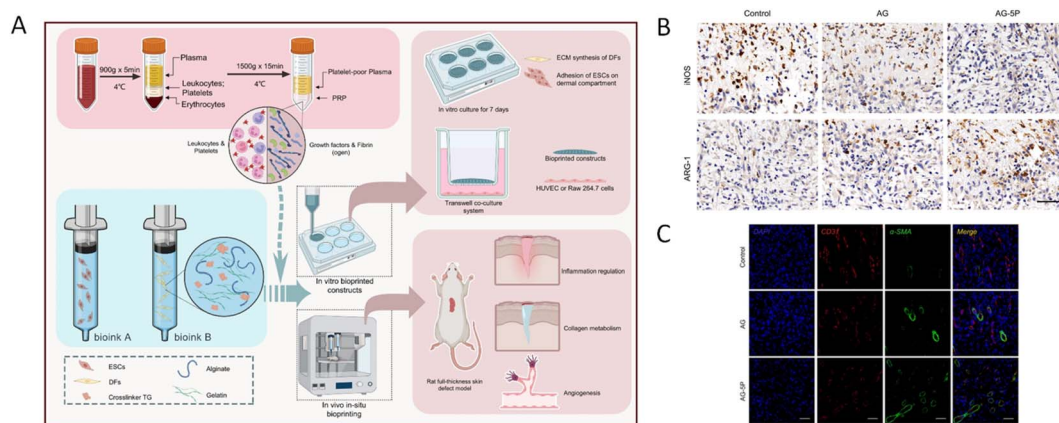 A
900g x 5min
4℃
Plasma
Leukocytes;
Platelets
Erythrocytes
1500g x 15min
4℃
Platelet-poor Plasma
PRP
Leukocytes &
Platelets
Growth factors & Fibrin
(ogen)
In vitro culture for 7 days
ECM synthesis of DFs
Adhesion of ESCs on
dermal compartment
Transwell co-culture
system
Bioprinted constructs
HUVEC or Raw 264.7 cells
bioink A
bioink B
In vitro bioprinted
constructs
In vivo in-situ
bioprinting
Rat full-thickness skin
defect model
Inflammation regulation
Collagen metabolism
Angiogenesis
ESCs
DFs
Crosslinker TG
Alginate
Gelatin
B
Control
AG
AG-5P
iNOS
ARG-1
C
DAPI
CD31
α-SMA
Merge
Control
AG
AG-5P